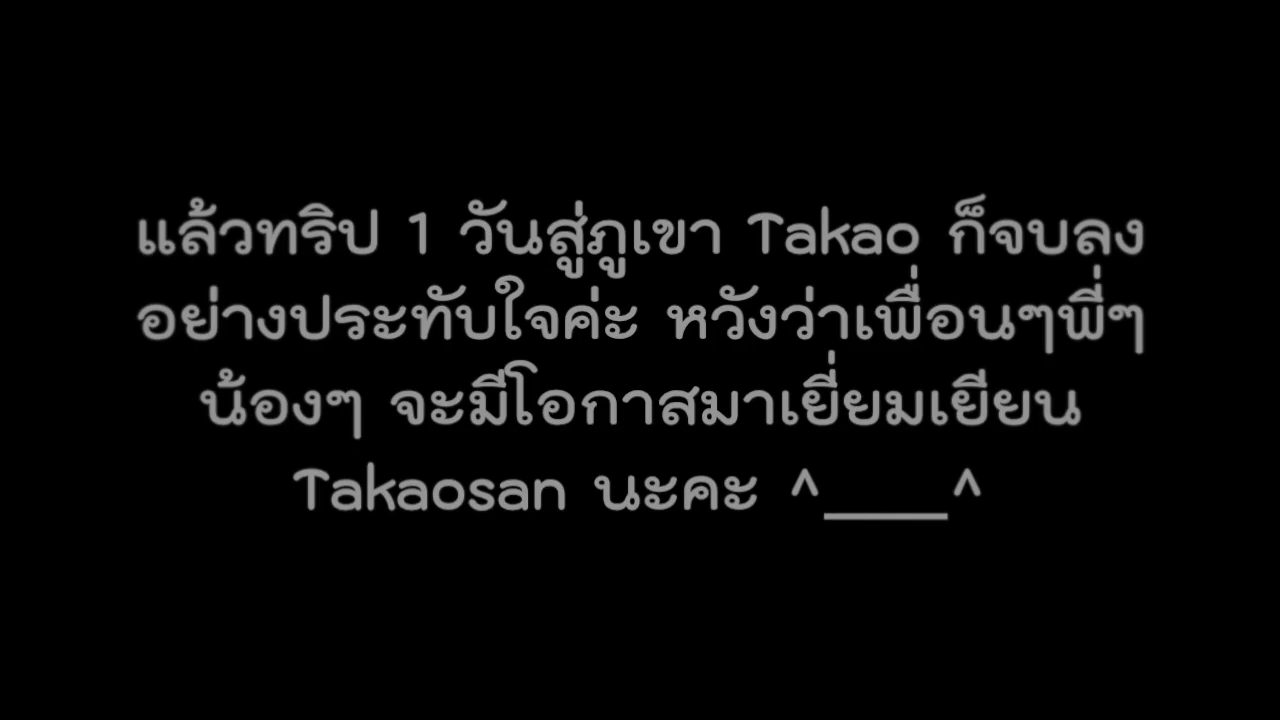 แล้วทริป 1 วันสู่ภูเขา Takao ก็จบลง
อย่างประทับใจค่ะ หวังว่าเพื่อนๆพี่ๆ
น้องๆ จะมีโอกาสมาเยี่ยมเยียน
Takaosan นะคะ ^____^